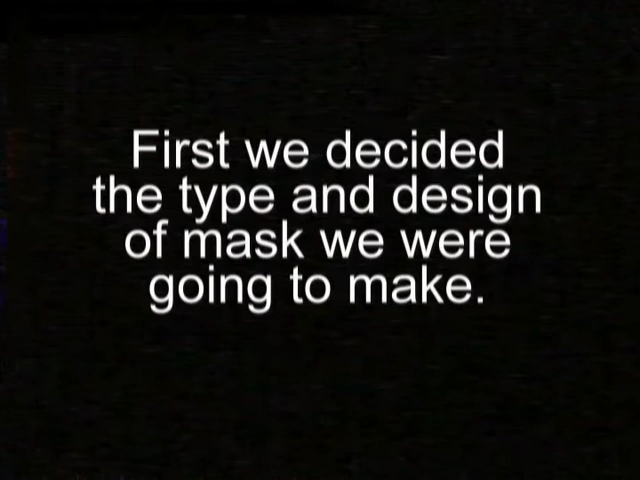 First we decided
the type and design
of mask we were
going to make.